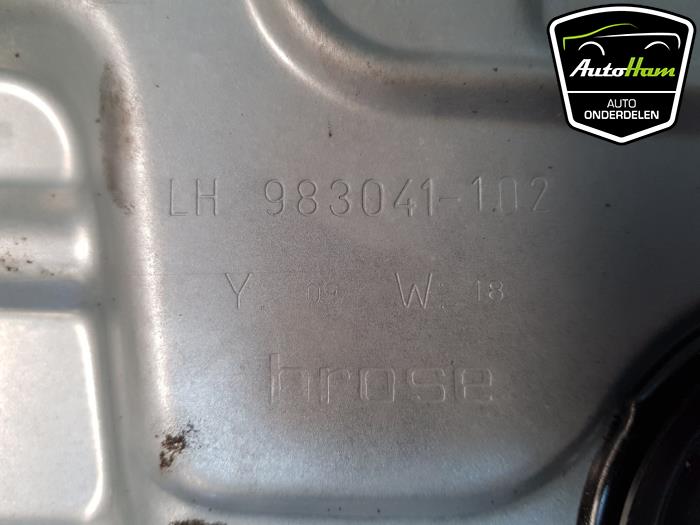 AutoHam
AUTO
ONDERDELEN
LH 983041-102
Y 09 W 18
brose